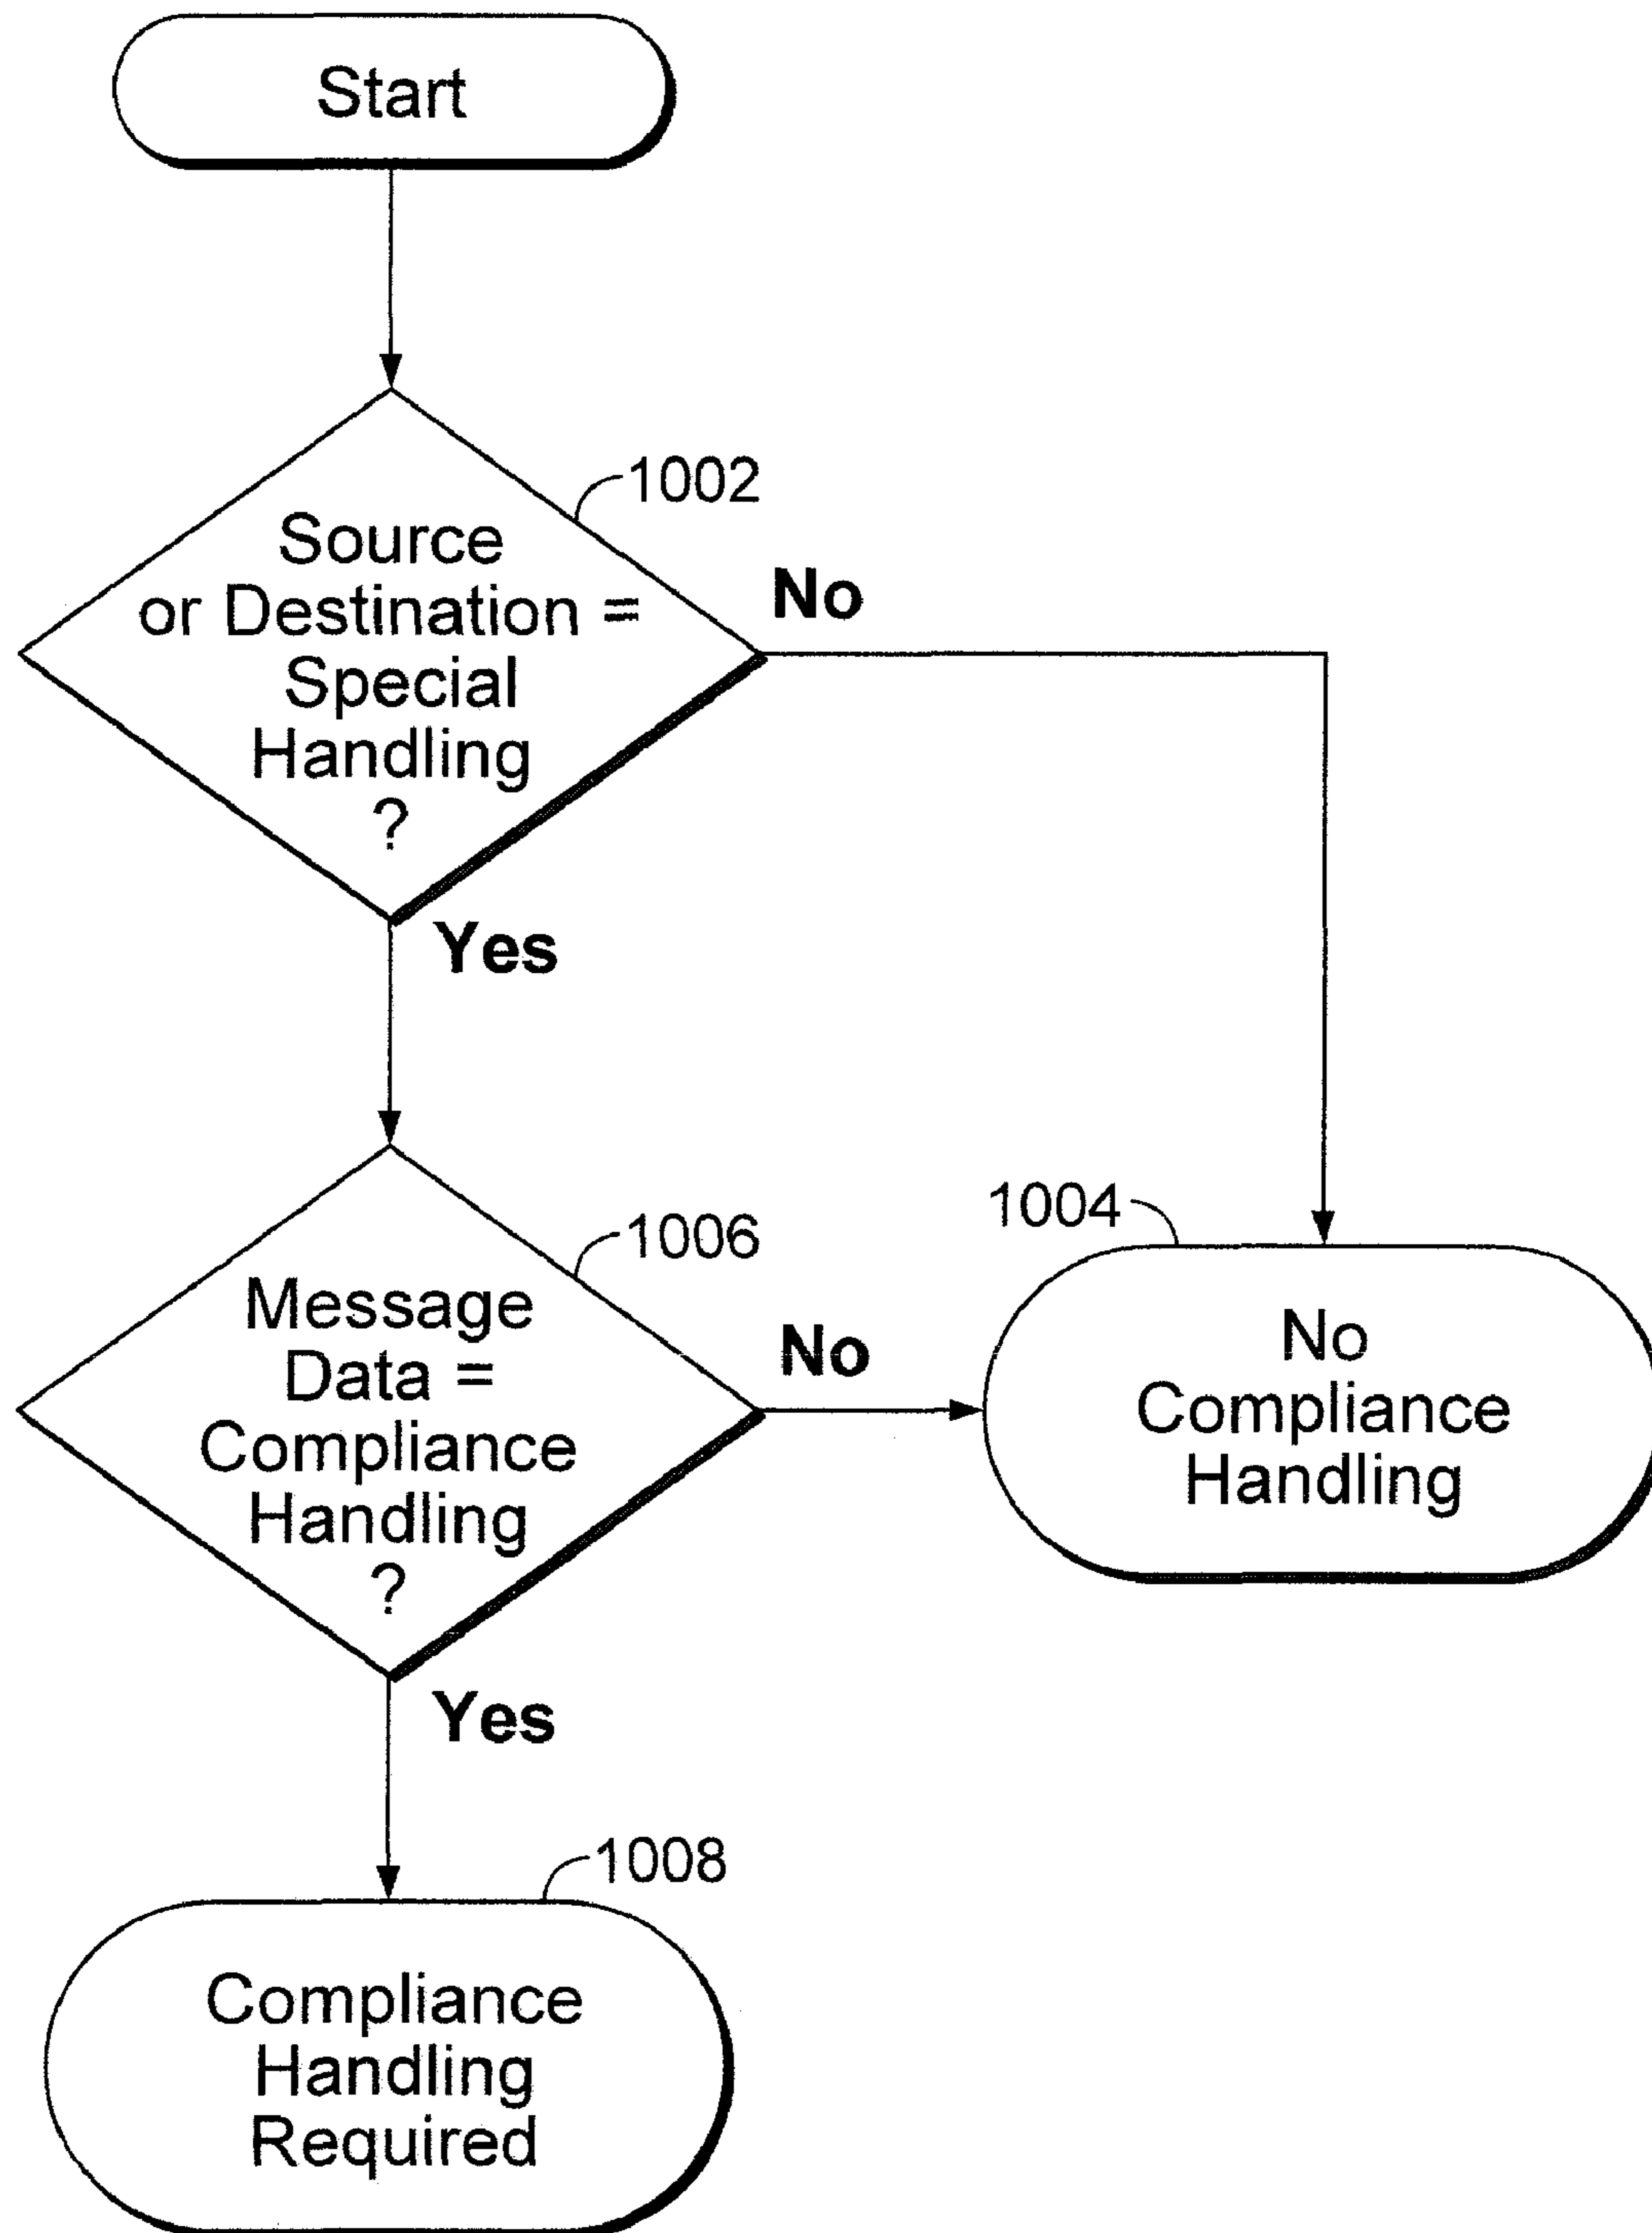 Start
1002
Source
or Destination =
Special
Handling
?
No
Yes
1006
Message
Data =
Compliance
Handling
?
No
1004
No
Compliance
Handling
Yes
1008
Compliance
Handling
Required